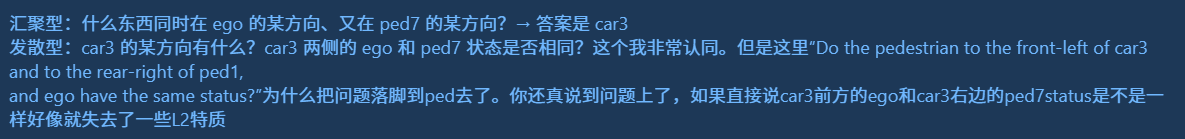 汇聚型：什么东西同时在 ego 的某方向、又在 ped7 的某方向？→ 答案是 car3
发散型：car3 的某方向有什么？car3 两侧的 ego 和 ped7 状态是否相同？这个我非常认同。但是这里“Do the pedestrian to the front-left of car3
and to the rear-right of ped1,
and ego have the same status?”为什么把问题落脚到ped去了。你还真说到问题上了，如果直接说car3前方的ego和car3右边的ped7status是不是一
样好像就失去了一些L2特质